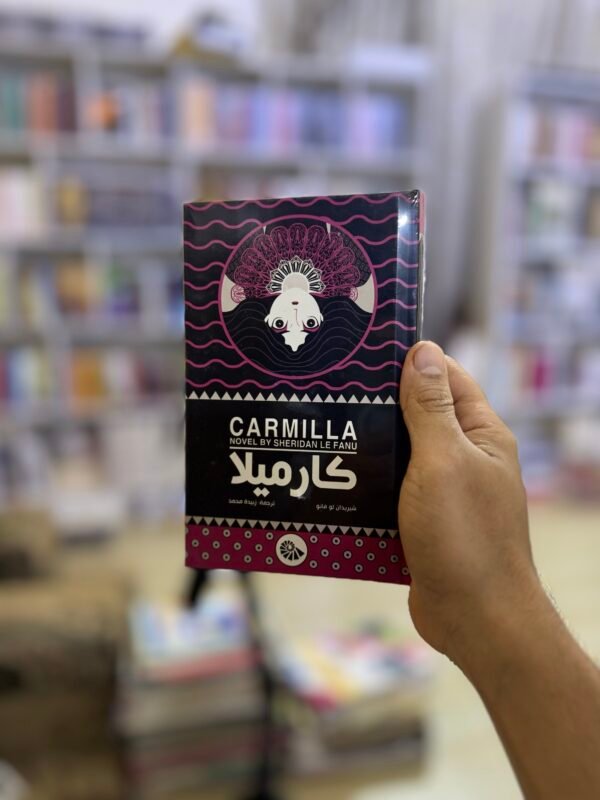 CARMILLA
NOVEL BY SHERIDAN LE FANU
كارميلا
شيريدان لو فانو
ترجمة: زبيدة محمد